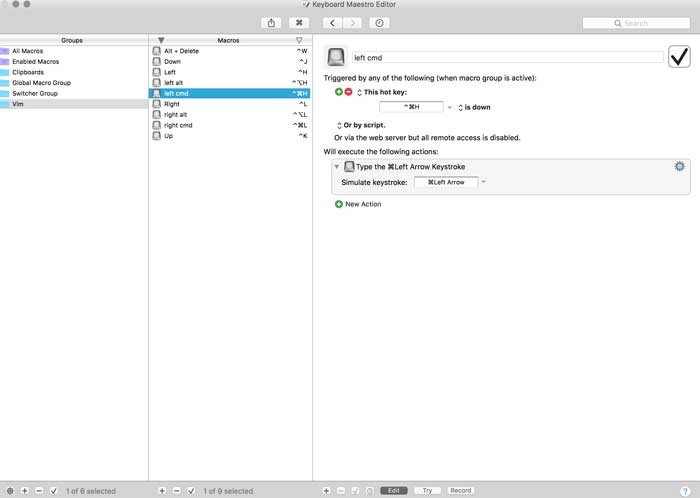 Keyboard Maestro Editor
⌘
Search
Groups
Macros
All Macros
Enabled Macros
Clipboards
Global Macro Group
Switcher Group
Vim
Alt + Delete ^W
Down ^J
Left ^H
left alt ^⌥H
left cmd ^⌘H
Right ^L
right alt ^⌥L
right cmd ^⌘L
Up ^K
left cmd
Triggered by any of the following (when macro group is active):
This hot key:
^⌘H is down
Or by script.
Or via the web server but all remote access is disabled.
Will execute the following actions:
Type the ⌘Left Arrow Keystroke
Simulate keystroke: ⌘Left Arrow
New Action
1 of 6 selected
1 of 9 selected
Edit Try Record
?